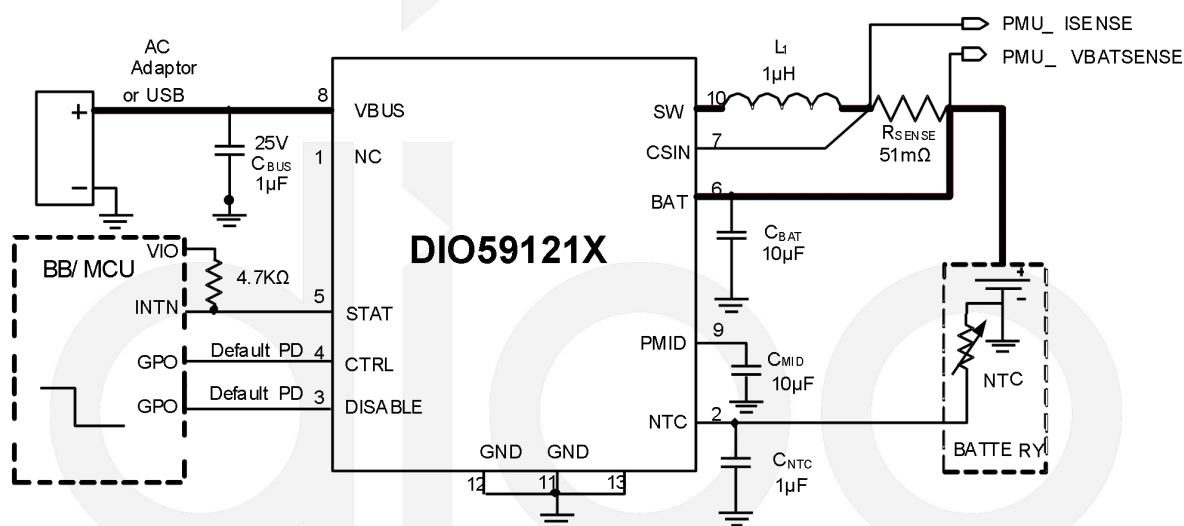 PMU_ ISENSE
PMU_ VBATSENSE
AC
Adaptor
or USB
L1
1μH
+
8
VBUS
SW
10
RSENSE
51mΩ
25V
CBUS
1μF
1
NC
CSIN
7
−
BAT
6
DIO59121X
CBAT
10μF
BB/ MCU
VIO
4.7KΩ
INTN
5
STAT
+
-
GPO
Default PD
4
CTRL
PMID
9
CMID
10μF
NTC
GPO
Default PD
3
DISABLE
NTC
2
BATTE RY
GND
GND
12
11
13
CNTC
1μF
dioo